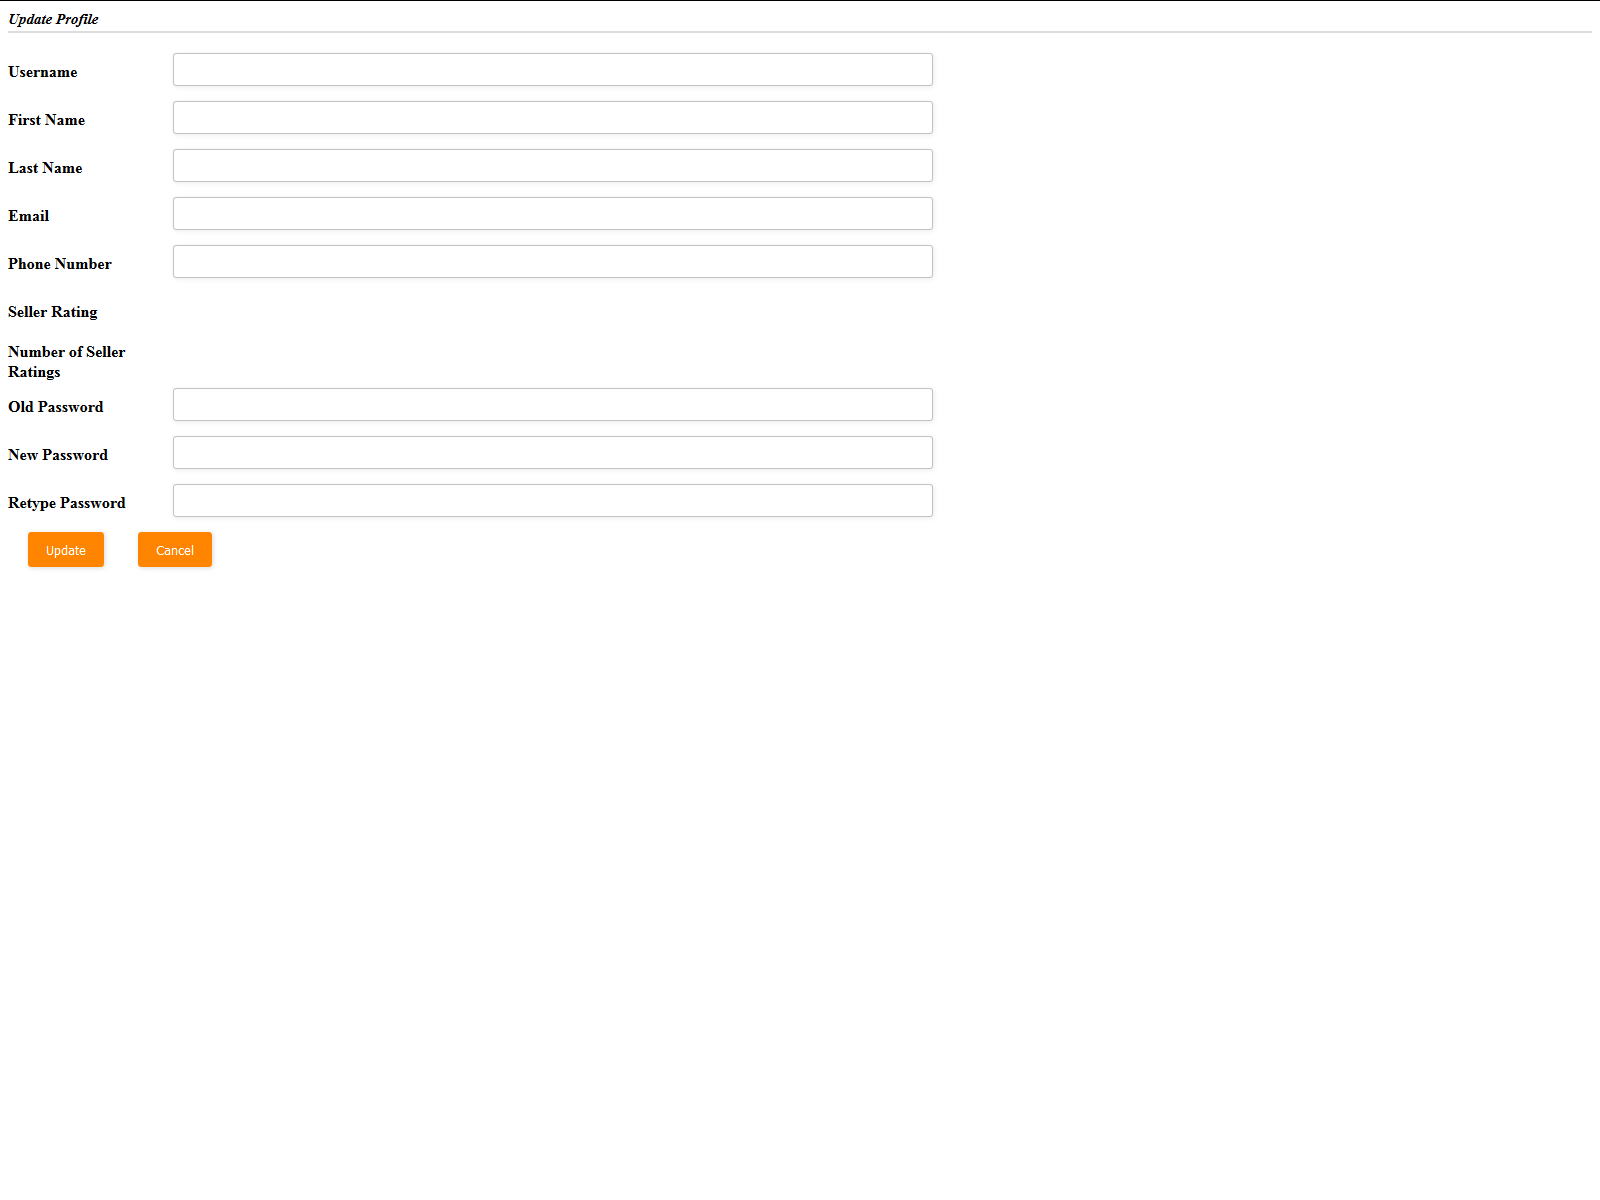 Update Profile
Username
First Name
Last Name
Email
Phone Number
Seller Rating
Number of Seller
Ratings
Old Password
New Password
Retype Password
Update Cancel